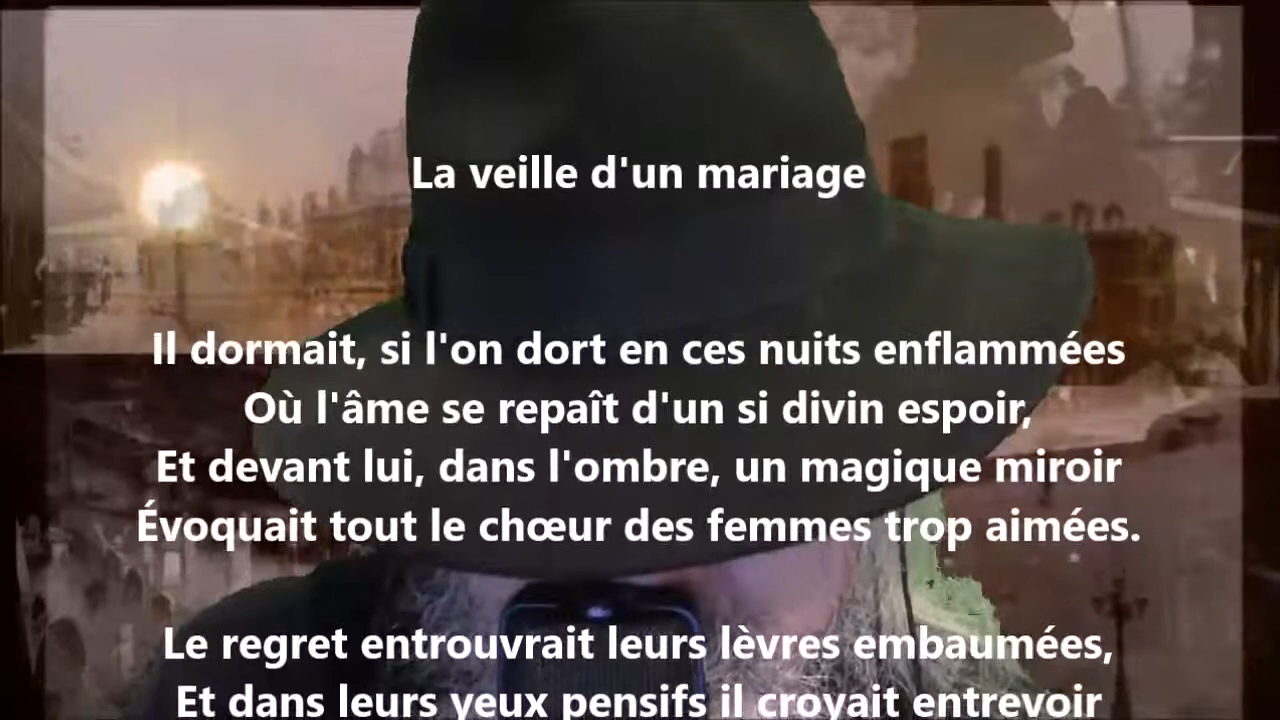 La veille d'un mariage
Il dormait, si l'on dort en ces nuits enflammées
Où l'âme se repaît d'un si divin espoir,
Et devant lui, dans l'ombre, un magique miroir
Évoquait tout le chœur des femmes trop aimées.
Le regret entrouvrait leurs lèvres embaumées,
Et dans leurs yeux pensifs il croyait entrevoir